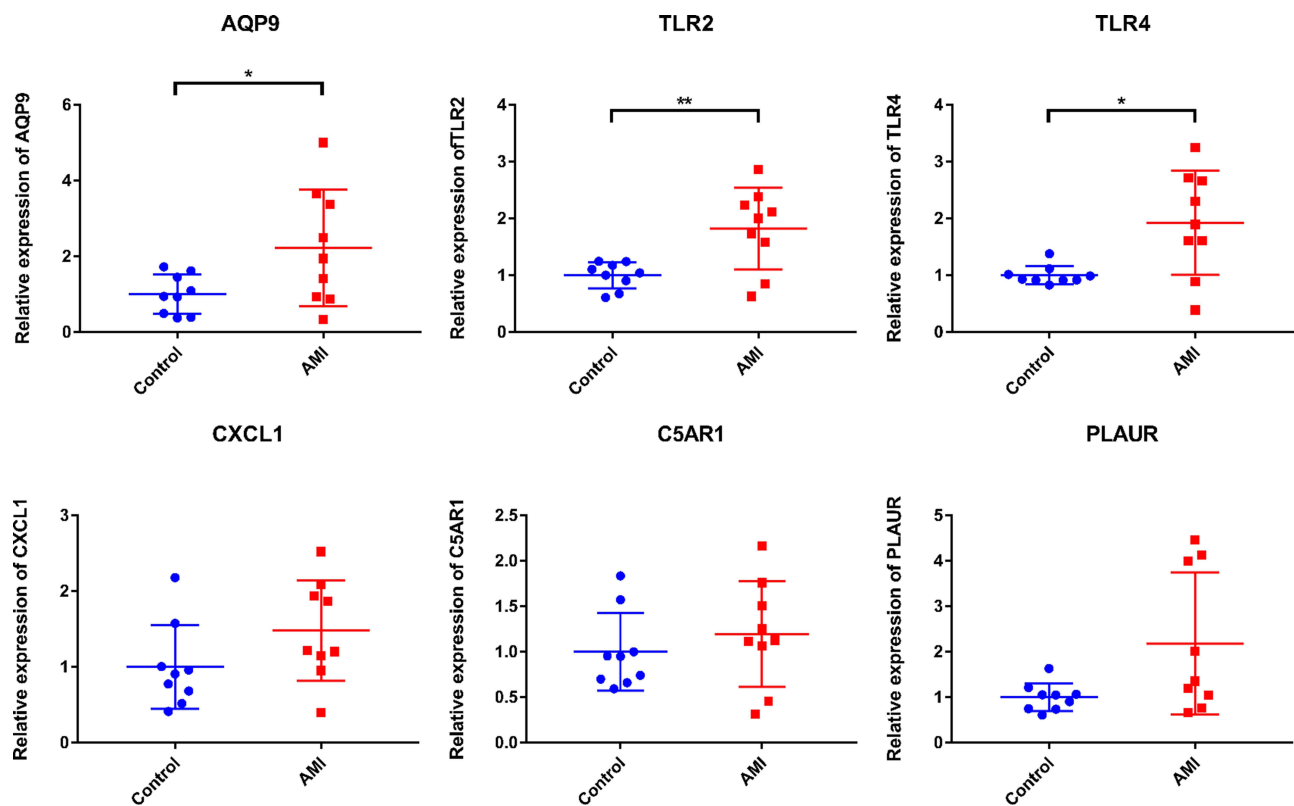 AQP9
*
Relative expression of AQP9
6
4
2
0
Control
AMI
TLR2
**
Relative expression ofTLR2
4
3
2
1
0
Control
AMI
TLR4
*
Relative expression of TLR4
4
3
2
1
0
Control
AMI
CXCL1
Relative expression of CXCL1
3
2
1
0
Control
AMI
C5AR1
Relative expression of C5AR1
2.5
2.0
1.5
1.0
0.5
0.0
Control
AMI
PLAUR
Relative expression of PLAUR
5
4
3
2
1
0
Control
AMI